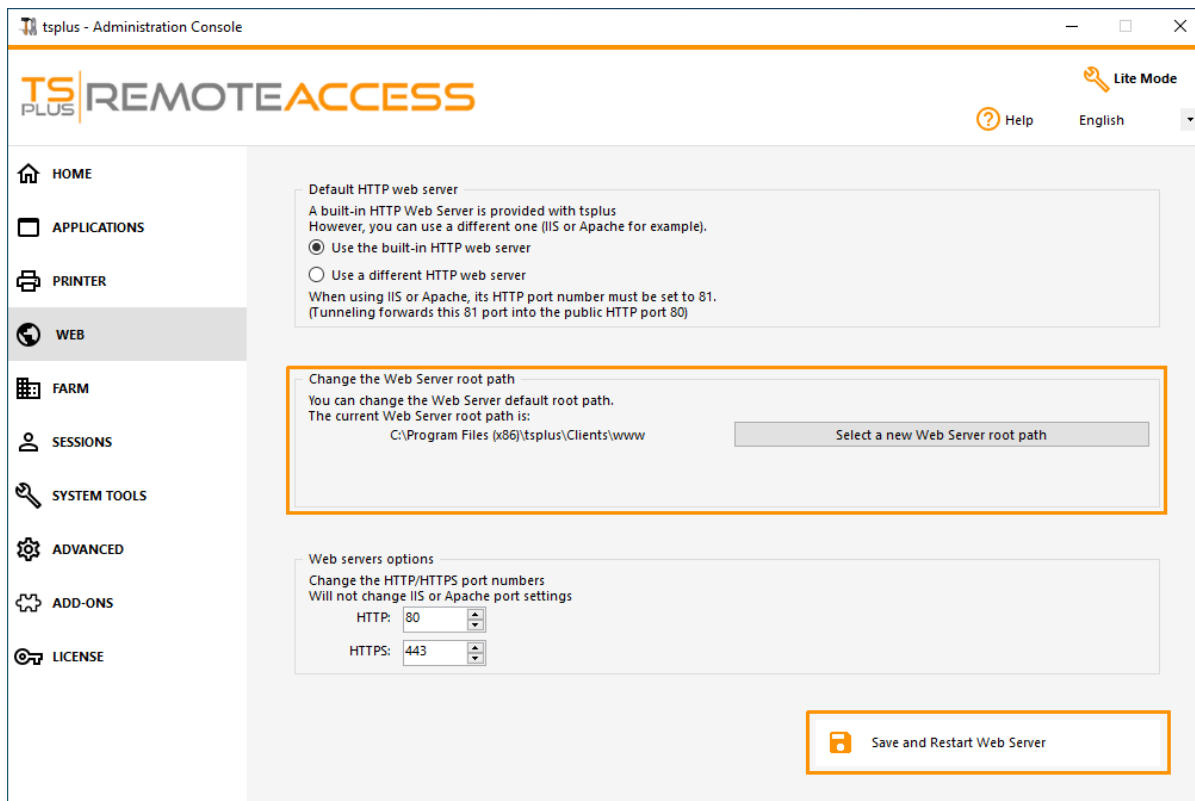 tsplus - Administration Console
TS PLUS REMOTEACCESS
Lite Mode
Help
English
HOME
APPLICATIONS
PRINTER
WEB
FARM
SESSIONS
SYSTEM TOOLS
ADVANCED
ADD-ONS
LICENSE
Default HTTP web server
A built-in HTTP Web Server is provided with tsplus
However, you can use a different one (IIS or Apache for example).
Use the built-in HTTP web server
Use a different HTTP web server
When using IIS or Apache, its HTTP port number must be set to 81.
(Tunneling forwards this 81 port into the public HTTP port 80)
Change the Web Server root path
You can change the Web Server default root path.
The current Web Server root path is:
C:\Program Files (x86)\tsplus\Clients\www
Select a new Web Server root path
Web servers options
Change the HTTP/HTTPS port numbers
Will not change IIS or Apache port settings
HTTP: 80
HTTPS: 443
Save and Restart Web Server